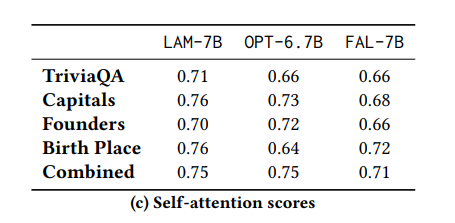 LAM-7B OPT-6.7B FAL-7B
TriviaQA 0.71 0.66 0.66
Capitals 0.76 0.73 0.68
Founders 0.70 0.72 0.66
Birth Place 0.76 0.64 0.72
Combined 0.75 0.75 0.71
(c) Self-attention scores